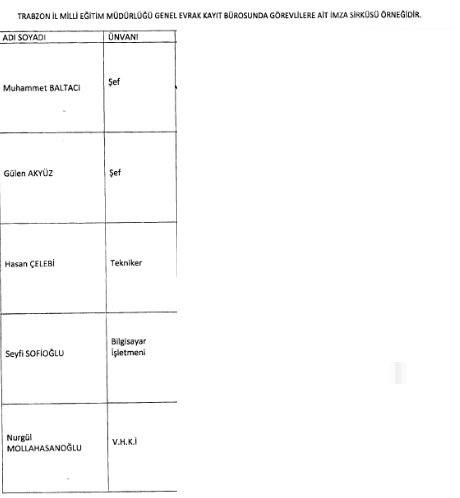 TRABZON İL MİLLİ EĞİTİM MÜDÜRLÜĞÜ GENEL EVRAK KAYIT BÜROSUNDA GÖREVLİLERE AİT İMZA SİRKÜSÜ ÖRNEĞİDİR.
ADI SOYADI ÜNVANI
Muhammet BALTACI Şef
Gülen AKYÜZ Şef
Hasan ÇELEBİ Tekniker
Seyfi SOFİOĞLU Bilgisayar
İşletmeni
Nurgül
MOLLAHASANOĞLU V.H.K.İ